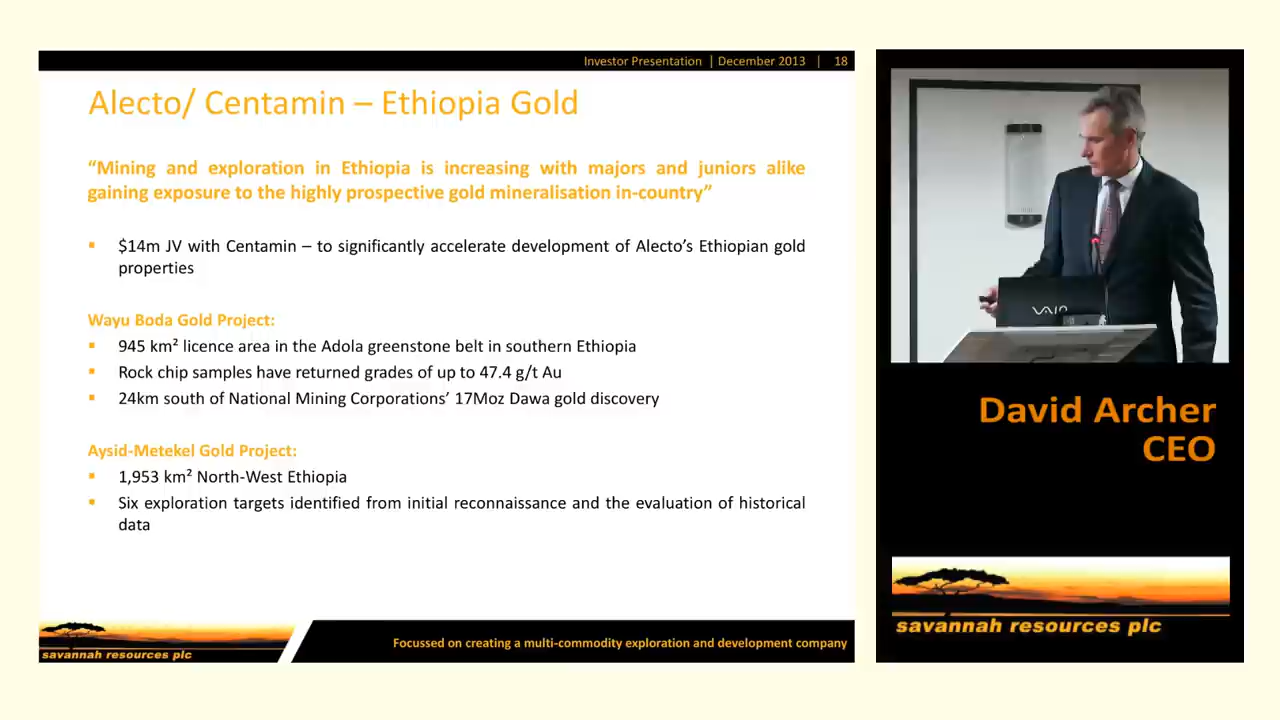 Investor Presentation | December 2013 | 18
Alecto/ Centamin – Ethiopia Gold
“Mining and exploration in Ethiopia is increasing with majors and juniors alike
gaining exposure to the highly prospective gold mineralisation in-country”
▪ $14m JV with Centamin – to significantly accelerate development of Alecto’s Ethiopian gold
properties
Wayu Boda Gold Project:
▪ 945 km² licence area in the Adola greenstone belt in southern Ethiopia
▪ Rock chip samples have returned grades of up to 47.4 g/t Au
▪ 24km south of National Mining Corporations’ 17Moz Dawa gold discovery
Aysid-Metekel Gold Project:
▪ 1,953 km² North-West Ethiopia
▪ Six exploration targets identified from initial reconnaissance and the evaluation of historical
data
savannah resources plc
Focussed on creating a multi-commodity exploration and development company
VAIO
David Archer
CEO
savannah resources plc